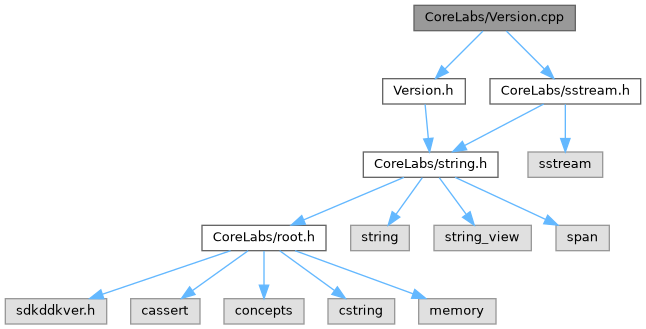 CoreLabs/Version.cpp
Version.h
CoreLabs/sstream.h
CoreLabs/string.h
sstream
CoreLabs/root.h
string
string_view
span
sdkddkver.h
cassert
concepts
cstring
memory